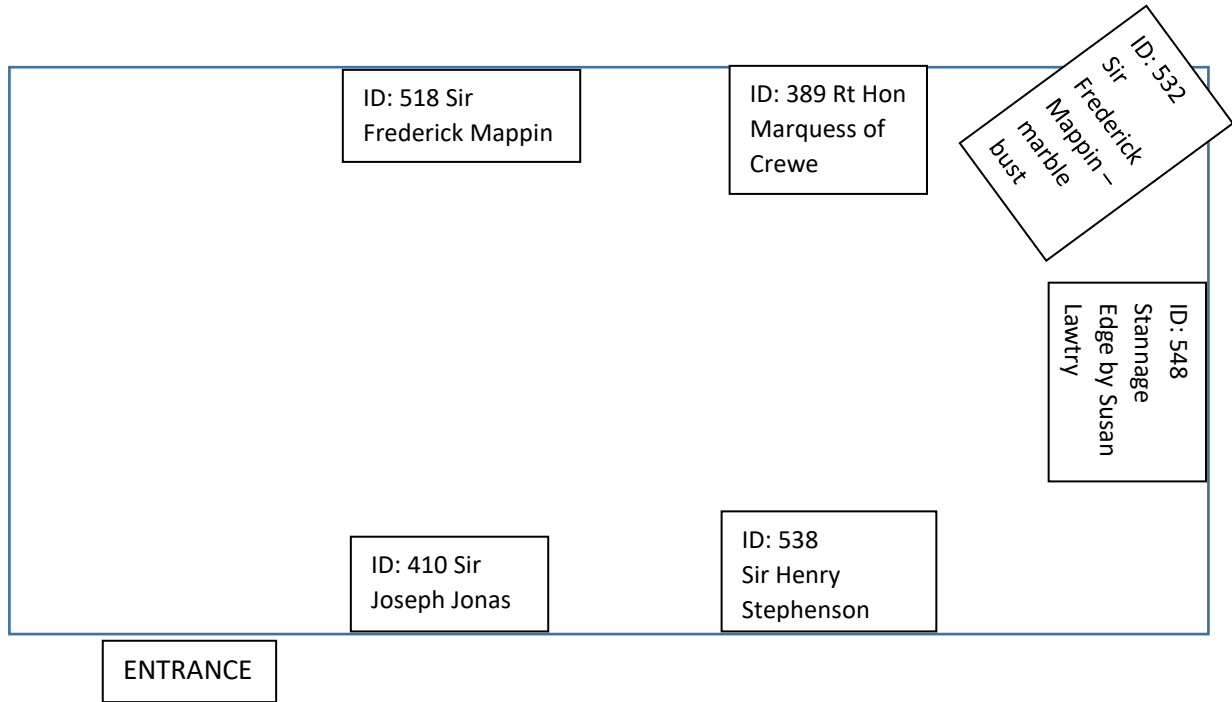 ID: 518 Sir
Frederick Mappin
ID: 389 Rt Hon
Marquess of
Crewe
ID: 532
Sir
Frederick
Mappin –
marble
bust
ID: 548
Stannage
Edge by Susan
Lawtry
ID: 410 Sir
Joseph Jonas
ID: 538
Sir Henry
Stephenson
ENTRANCE